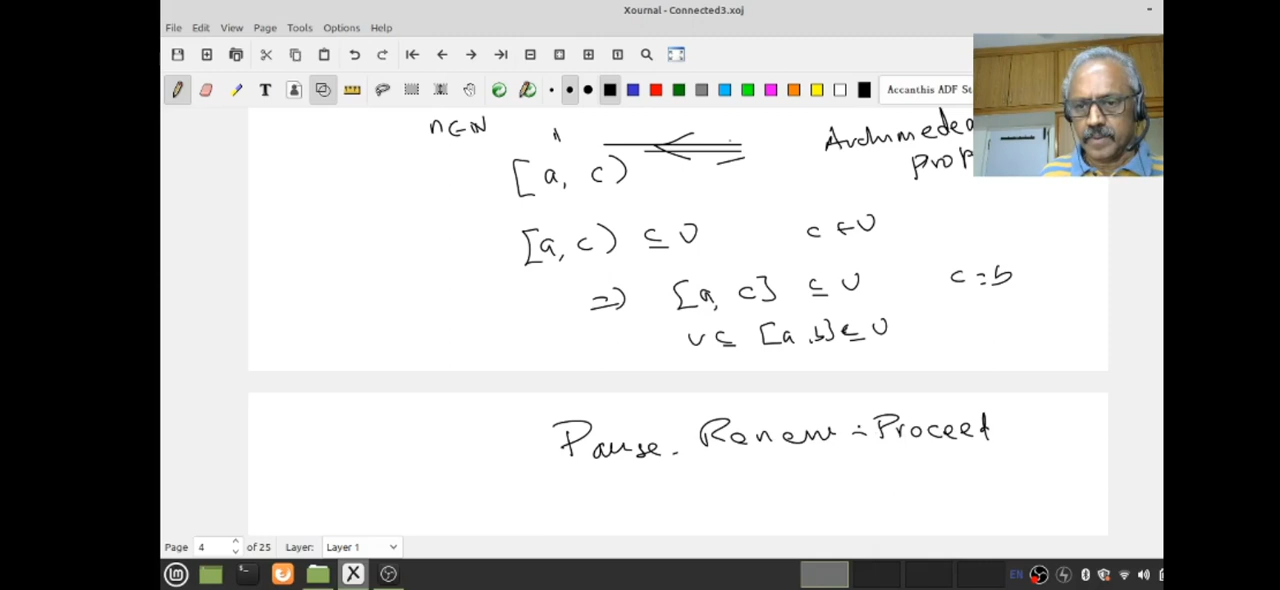 Xournal - Connected3.xoj
File Edit View Page Tools Options Help
T Accanthis ADF St
n ∈ N
Archimedea
[a, c) prop
[a, c) ⊆ U c ∈ U
⇒ [a, c] ⊆ U c = b
V ⊆ [a, b] ⊆ U
Pause - Renew ÷ Proceed
Page 4 of 25 Layer: Layer 1
EN